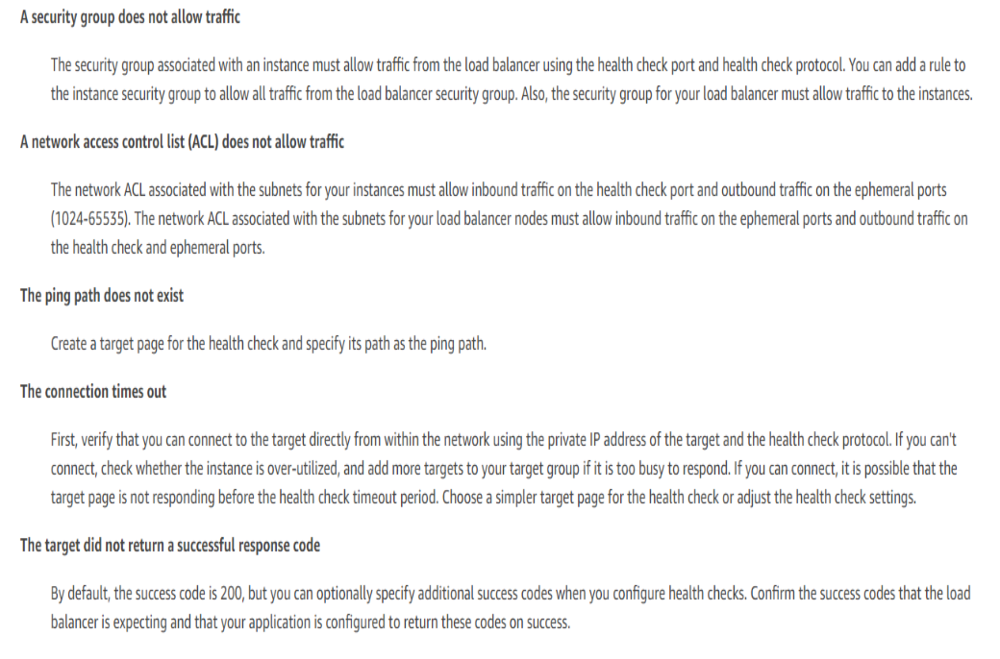 A security group does not allow traffic
The security group associated with an instance must allow traffic from the load balancer using the health check port and health check protocol. You can add a rule to
the instance security group to allow all traffic from the load balancer security group. Also, the security group for your load balancer must allow traffic to the instances.
A network access control list (ACL) does not allow traffic
The network ACL associated with the subnets for your instances must allow inbound traffic on the health check port and outbound traffic on the ephemeral ports
(1024-65535). The network ACL associated with the subnets for your load balancer nodes must allow inbound traffic on the ephemeral ports and outbound traffic on
the health check and ephemeral ports.
The ping path does not exist
Create a target page for the health check and specify its path as the ping path.
The connection times out
First, verify that you can connect to the target directly from within the network using the private IP address of the target and the health check protocol. If you can't
connect, check whether the instance is over-utilized, and add more targets to your target group if it is too busy to respond. If you can connect, it is possible that the
target page is not responding before the health check timeout period. Choose a simpler target page for the health check or adjust the health check settings.
The target did not return a successful response code
By default, the success code is 200, but you can optionally specify additional success codes when you configure health checks. Confirm the success codes that the load
balancer is expecting and that your application is configured to return these codes on success.